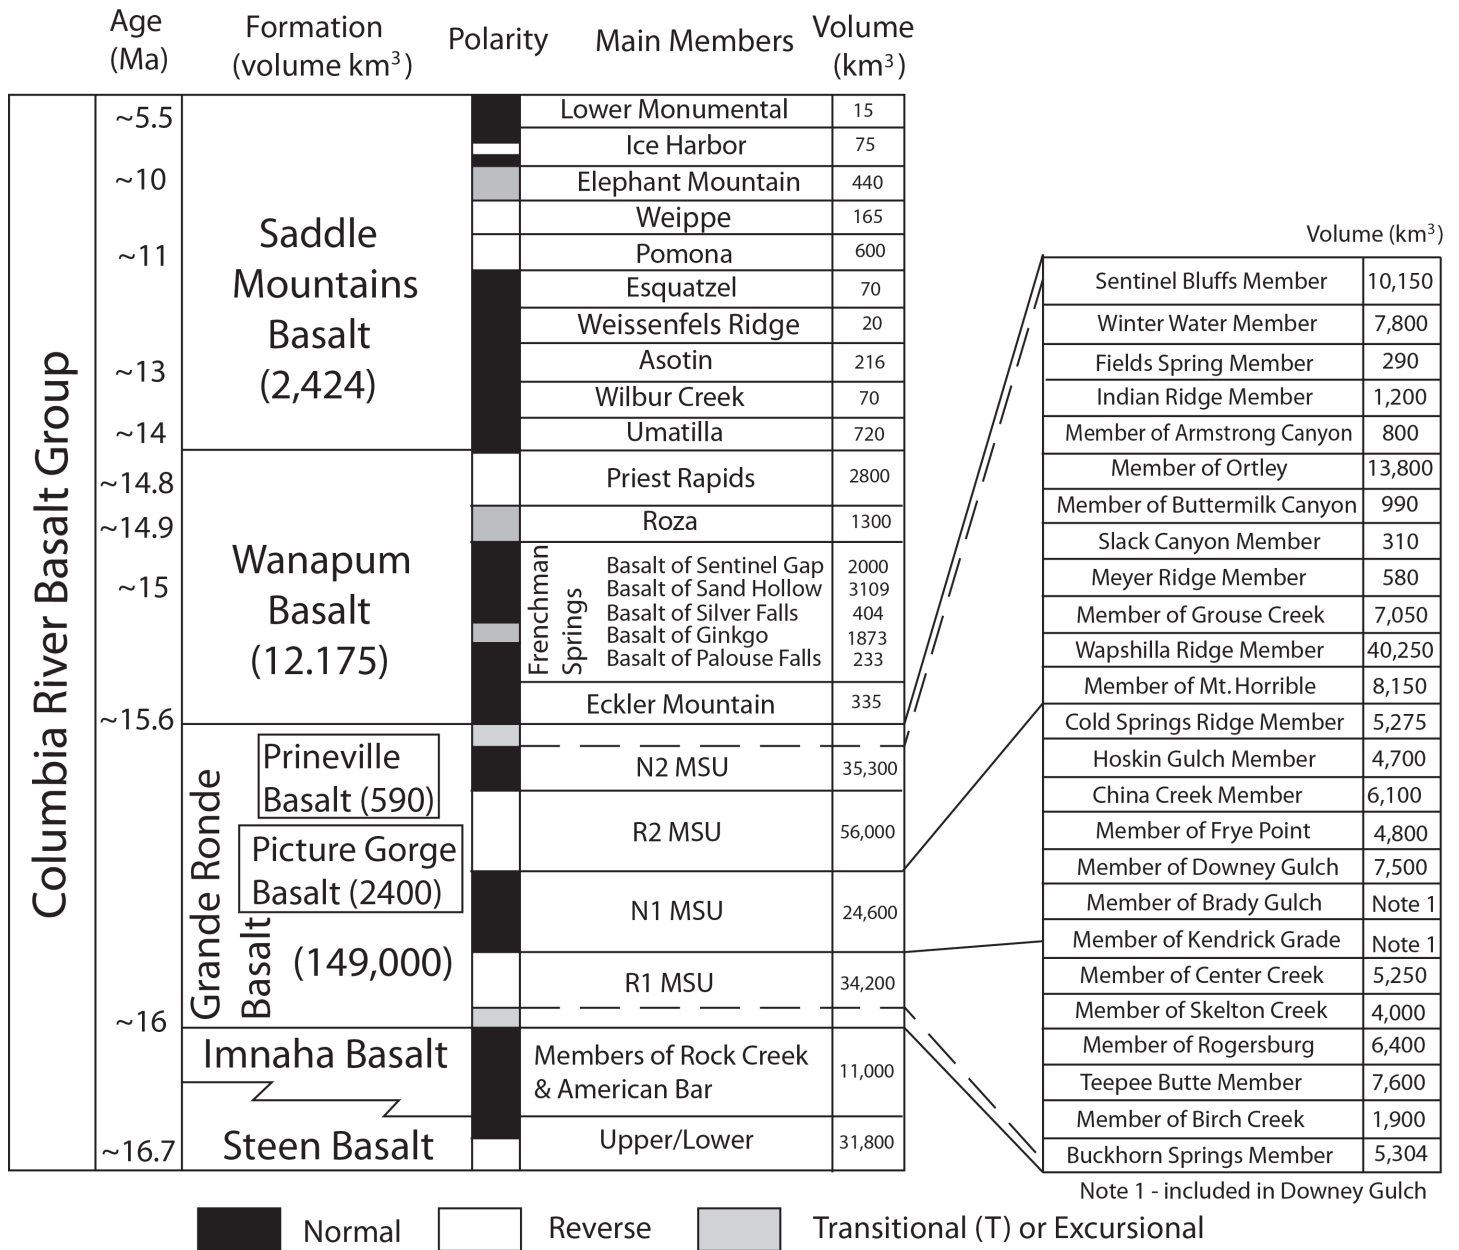 Age
(Ma)
Formation
(volume km³)
Polarity
Main Members
Volume
(km³)
Columbia River Basalt Group
~5.5
~10
~11
~13
~14
~14.8
~14.9
~15
~15.6
~16
~16.7
Saddle
Mountains
Basalt
(2,424)
Wanapum
Basalt
(12.175)
Grande Ronde
Basalt
Prineville
Basalt (590)
Picture Gorge
Basalt (2400)
(149,000)
Imnaha Basalt
Steen Basalt
Lower Monumental 15
Ice Harbor 75
Elephant Mountain 440
Weippe 165
Pomona 600
Esquatzel 70
Weissenfels Ridge 20
Asotin 216
Wilbur Creek 70
Umatilla 720
Priest Rapids 2800
Roza 1300
Frenchman
Springs
Basalt of Sentinel Gap 2000
Basalt of Sand Hollow 3109
Basalt of Silver Falls 404
Basalt of Ginkgo 1873
Basalt of Palouse Falls 233
Eckler Mountain 335
N2 MSU 35,300
R2 MSU 56,000
N1 MSU 24,600
R1 MSU 34,200
Members of Rock Creek
& American Bar
11,000
Upper/Lower 31,800
Volume (km³)
Sentinel Bluffs Member 10,150
Winter Water Member 7,800
Fields Spring Member 290
Indian Ridge Member 1,200
Member of Armstrong Canyon 800
Member of Ortley 13,800
Member of Buttermilk Canyon 990
Slack Canyon Member 310
Meyer Ridge Member 580
Member of Grouse Creek 7,050
Wapshilla Ridge Member 40,250
Member of Mt. Horrible 8,150
Cold Springs Ridge Member 5,275
Hoskin Gulch Member 4,700
China Creek Member 6,100
Member of Frye Point 4,800
Member of Downey Gulch 7,500
Member of Brady Gulch Note 1
Member of Kendrick Grade Note 1
Member of Center Creek 5,250
Member of Skelton Creek 4,000
Member of Rogersburg 6,400
Teepee Butte Member 7,600
Member of Birch Creek 1,900
Buckhorn Springs Member 5,304
Note 1 - included in Downey Gulch
Normal
Reverse
Transitional (T) or Excursional